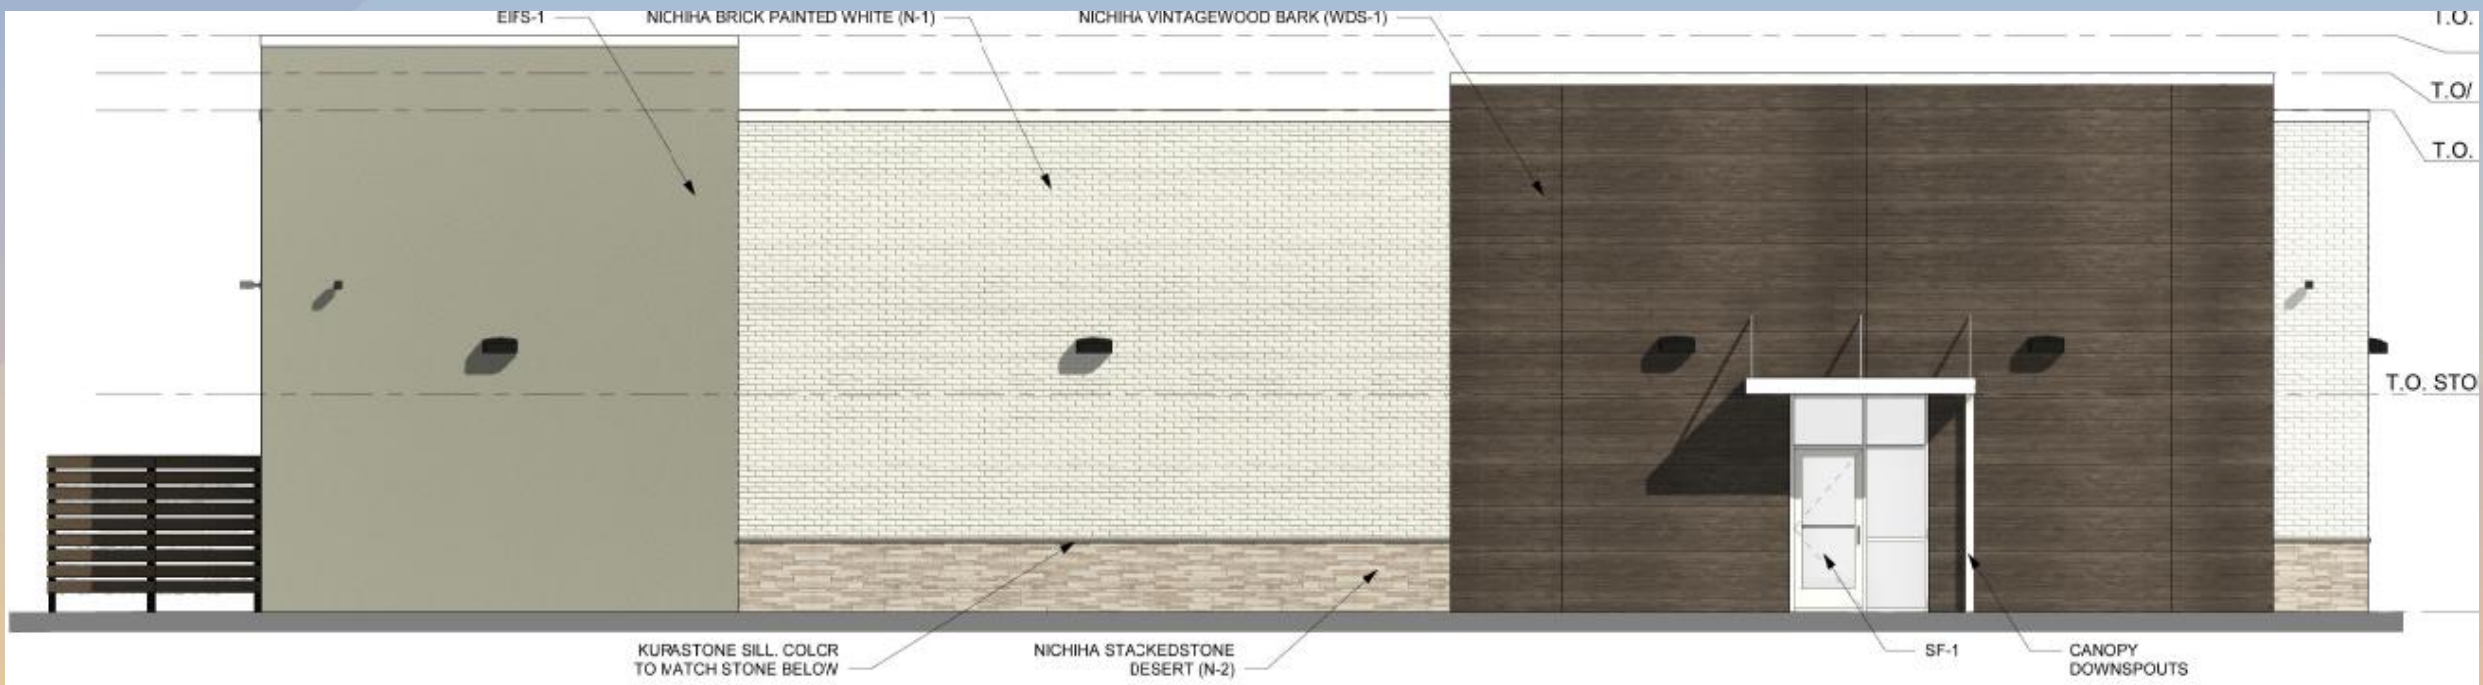 EIFS-1
NICHIHA BRICK PAINTED WHITE (N-1)
NICHIHA VINTAGEWOOD BARK (WDS-1)
T.O.
T.O/
T.O.
T.O. STO
KURASTONE SILL. COLOR
TO MATCH STONE BELOW
NICHIHA STACKEDSTONE
DESERT (N-2)
SF-1
CANOPY
DOWNSPOUTS